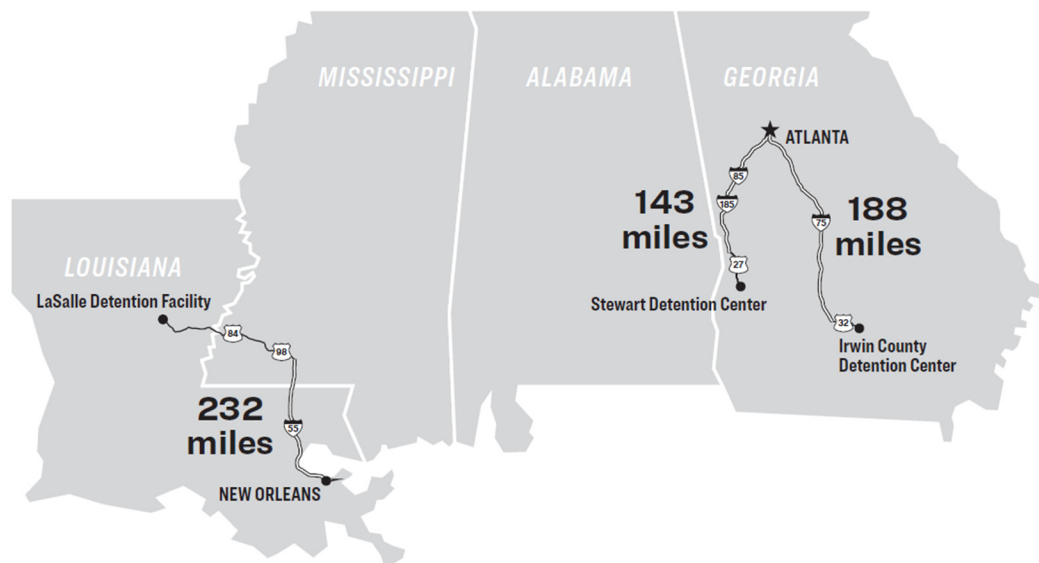 MISSISSIPPI
ALABAMA
GEORGIA
ATLANTA
85
185
143
miles
75
188
miles
27
Stewart Detention Center
32
Irwin County
Detention Center
LOUISIANA
LaSalle Detention Facility
84
98
232
miles
55
NEW ORLEANS